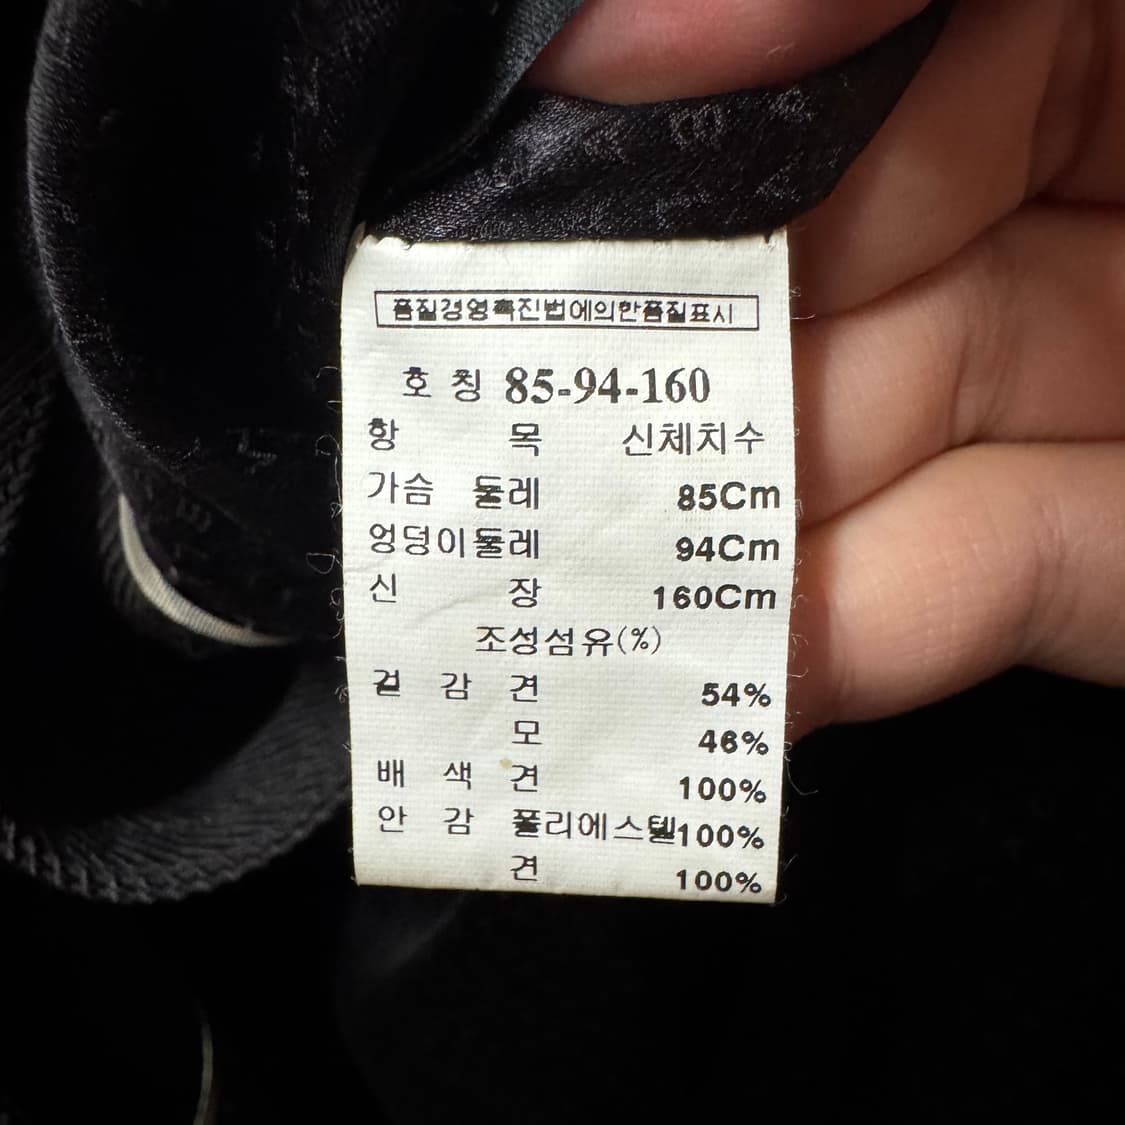 품질경영촉진법에의한품질표시
호 칭 85-94-160
항 목 신체치수
가슴 둘레 85Cm
엉덩이둘레 94Cm
신 장 160Cm
조성섬유(%)
겉 감 견 54%
모 46%
배 색 견 100%
안 감 폴리에스텔100%
견 100%